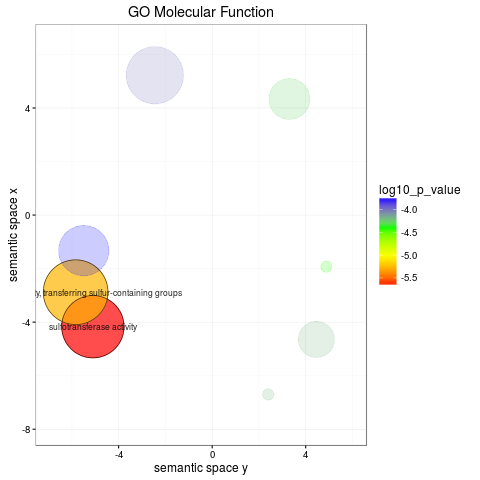 GO Molecular Function
semantic space x
4
0
-4
-8
transferring sulfur-containing groups
sulfotransferase activity
-4
0
4
semantic space y
log10_p_value
-4.0
-4.5
-5.0
-5.5